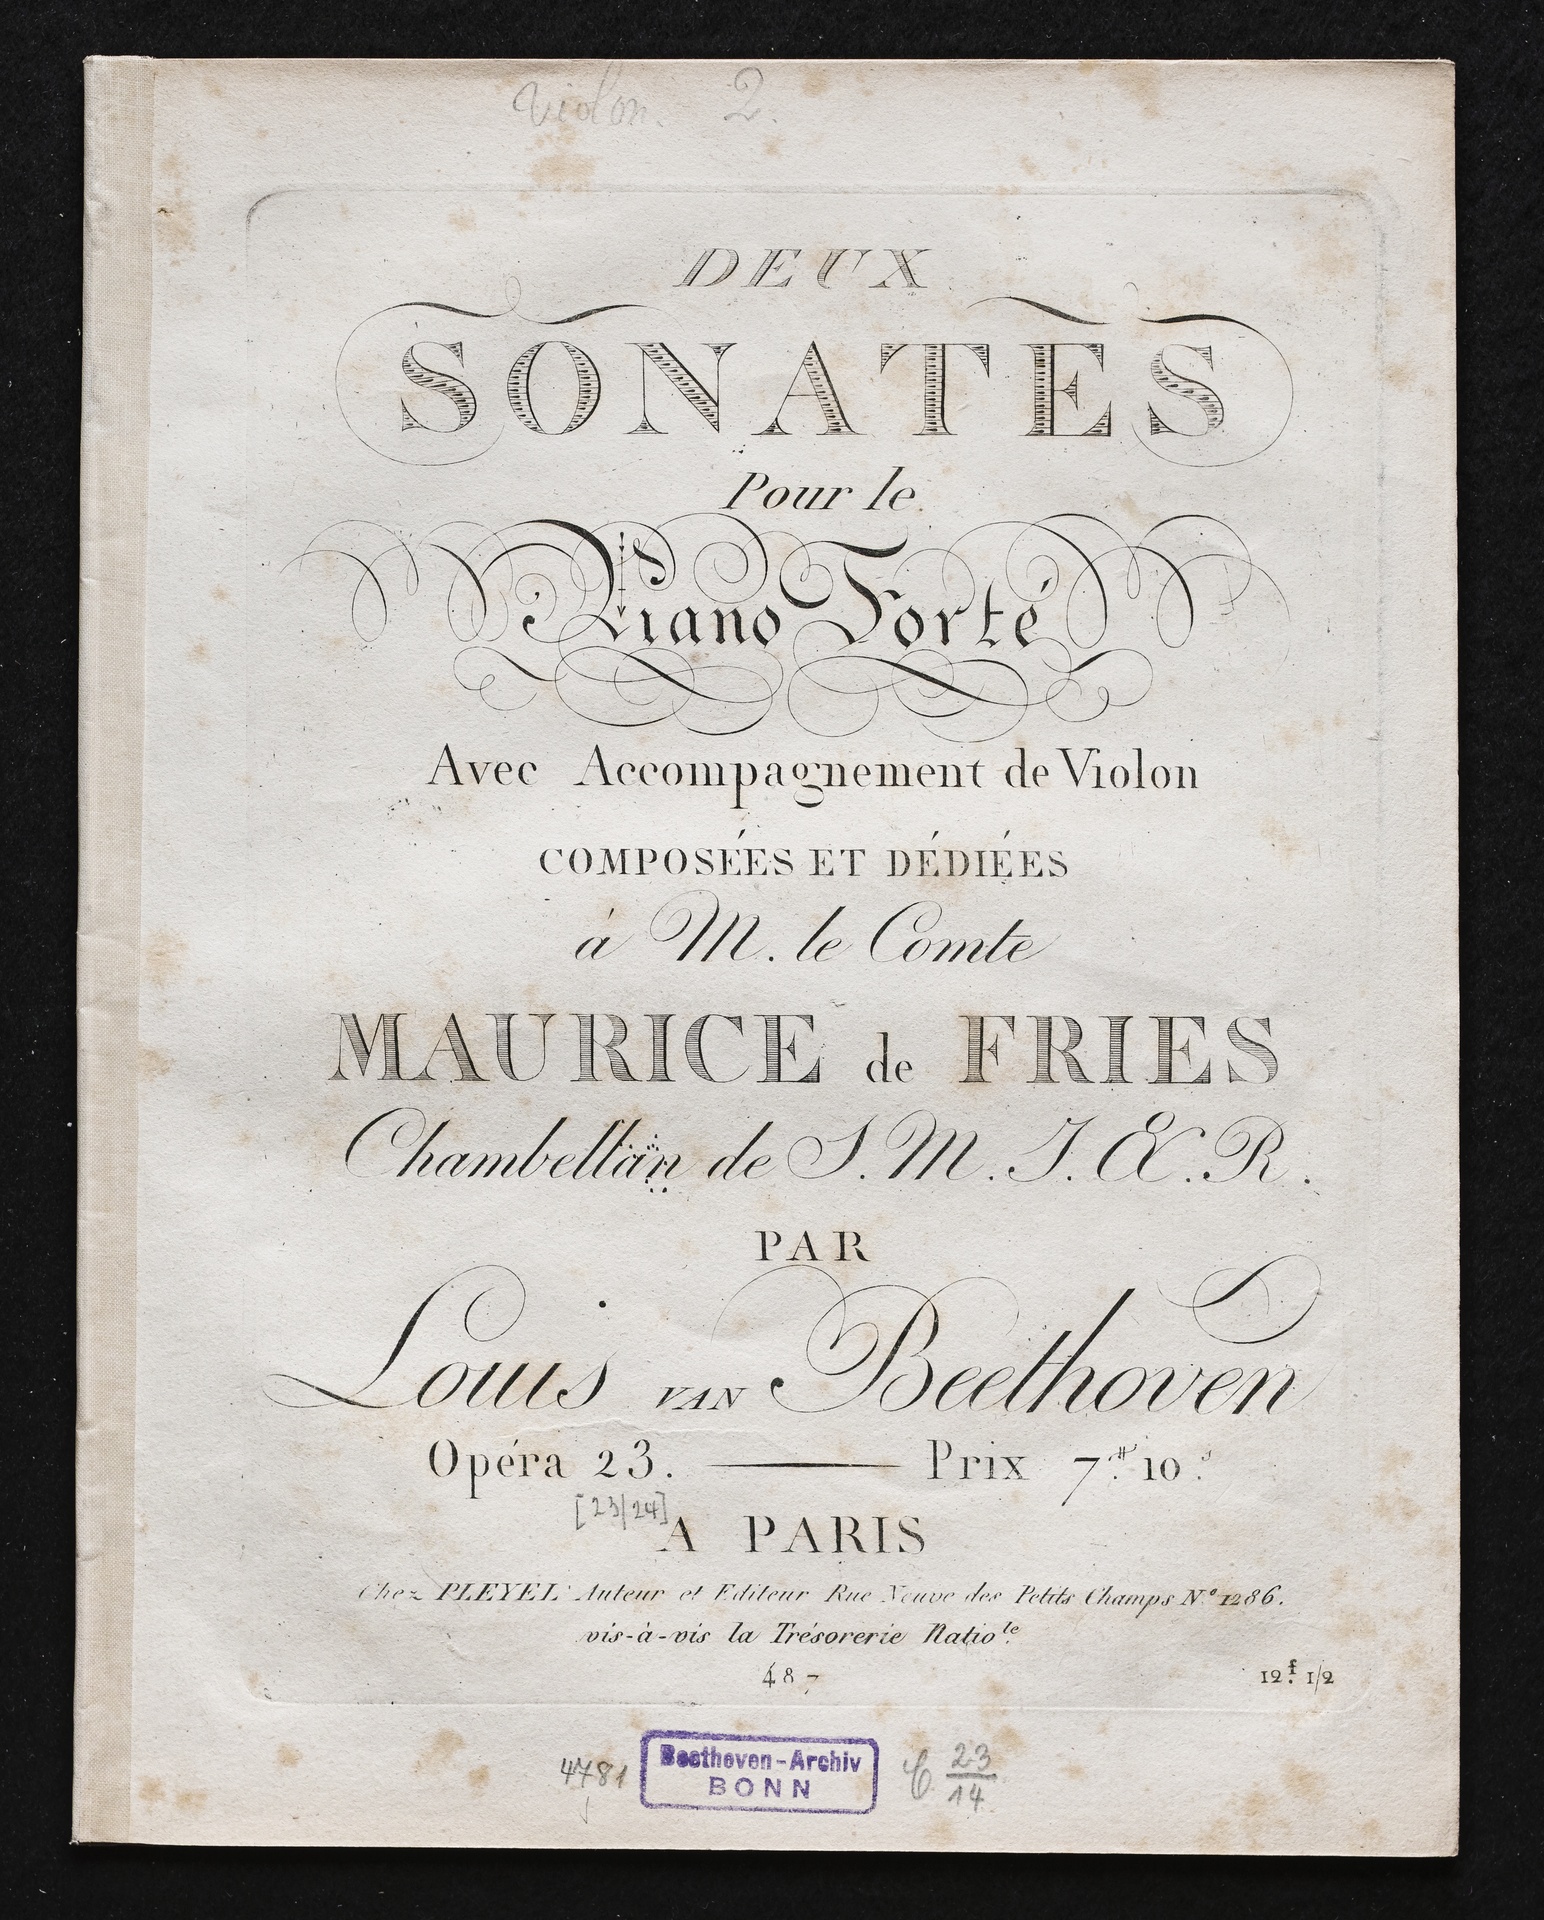 Violon. 2.
DEUX
SONATES
Pour le
Piano Forté
Avec Accompagnement de Violon
COMPOSÉES ET DÉDIÉES
à M. le Comte
MAURICE de FRIES
Chambellan de S. M. I. & R.
PAR
Louis VAN Beethoven
Opéra 23. Prix 7.# 10.s
[23/24]
A PARIS
Chez PLEYEL Auteur et Editeur Rue Neuve des Petits Champs N.º 1286.
vis-à-vis la Trésorerie Natio.le
487 12.f 1/2
4781 Beethoven-Archiv
BONN
C 23/14